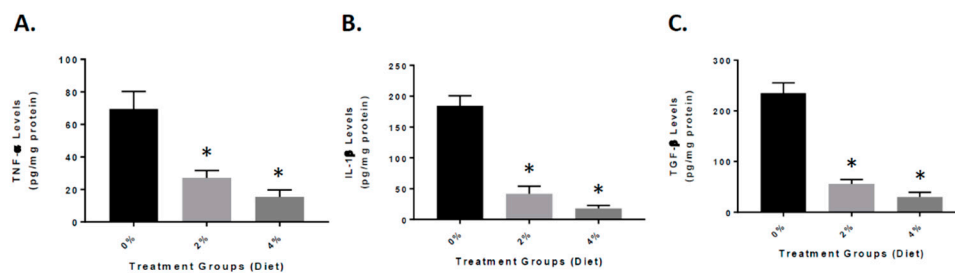 A.
TNF-α Levels
(pg/mg protein)
100
80
60
40
20
0
*
*
0%
2%
4%
Treatment Groups (Diet)
B.
IL-1β Levels
(pg/mg protein)
250
200
150
100
50
0
*
*
0%
2%
4%
Treatment Groups (Diet)
C.
TGF-β Levels
(pg/mg protein)
300
200
100
0
*
*
0%
2%
4%
Treatment Groups (Diet)